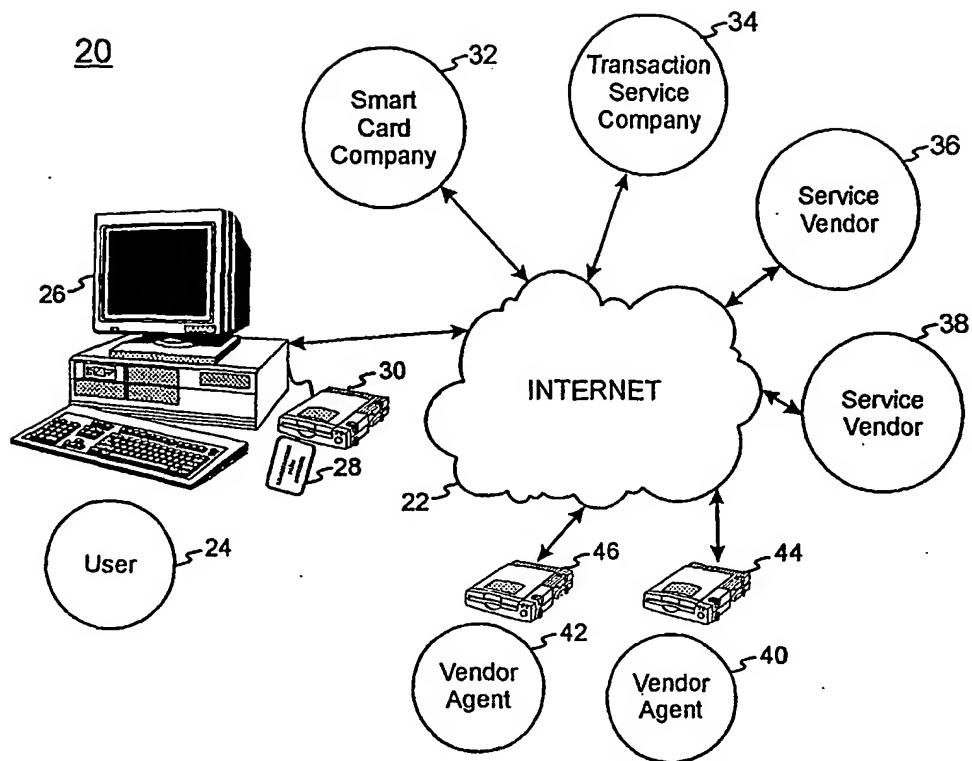 20
32
34
Smart
Card
Company
Transaction
Service
Company
36
Service
Vendor
26
38
30
INTERNET
Service
Vendor
28
22
User
24
46
44
42
40
Vendor
Agent
Vendor
Agent